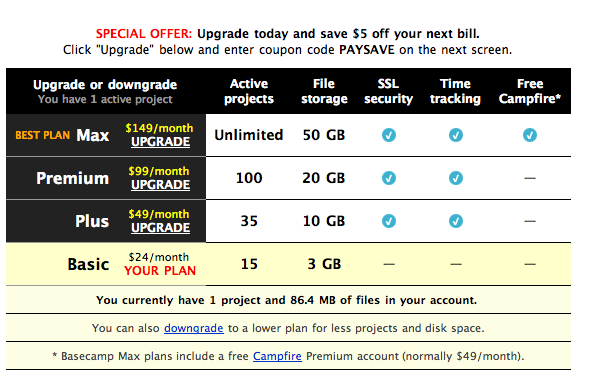 SPECIAL OFFER: Upgrade today and save $5 off your next bill.
Click "Upgrade" below and enter coupon code PAYSAVE on the next screen.
Upgrade or downgrade
You have 1 active project
Active projects
File storage
SSL security
Time tracking
Free Campfire*
BEST PLAN Max $149/month UPGRADE Unlimited 50 GB
Premium $99/month UPGRADE 100 20 GB —
Plus $49/month UPGRADE 35 10 GB —
Basic $24/month YOUR PLAN 15 3 GB — — —
You currently have 1 project and 86.4 MB of files in your account.
You can also downgrade to a lower plan for less projects and disk space.
* Basecamp Max plans include a free Campfire Premium account (normally $49/month).